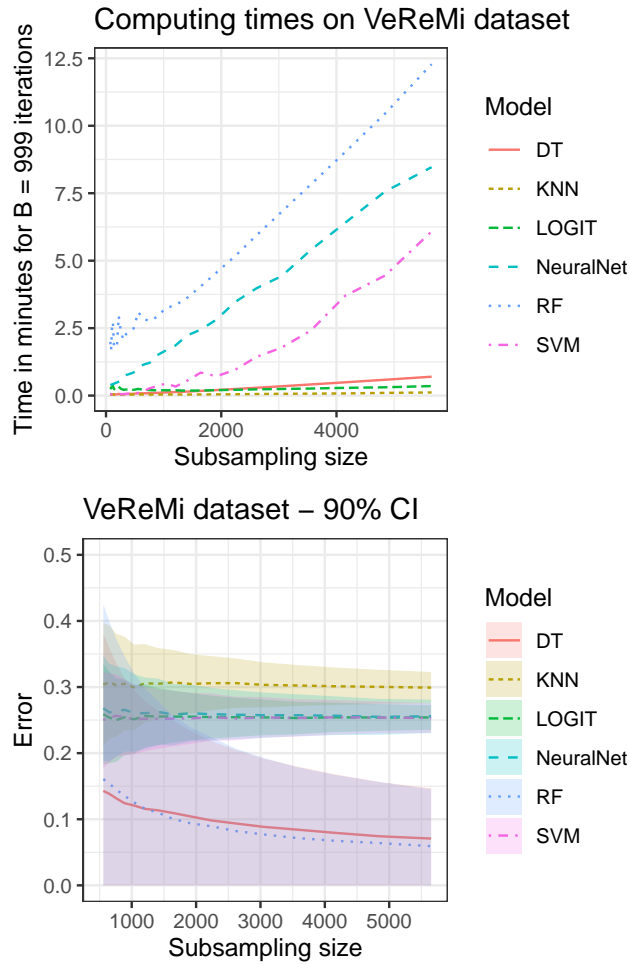 Computing times on VeReMi dataset
Time in minutes for B = 999 iterations
12.5
10.0
7.5
5.0
2.5
0.0
0
2000
4000
Subsampling size
Model
DT
KNN
LOGIT
NeuralNet
RF
SVM
VeReMi dataset − 90% CI
Error
0.5
0.4
0.3
0.2
0.1
0.0
1000
2000
3000
4000
5000
Subsampling size
Model
DT
KNN
LOGIT
NeuralNet
RF
SVM